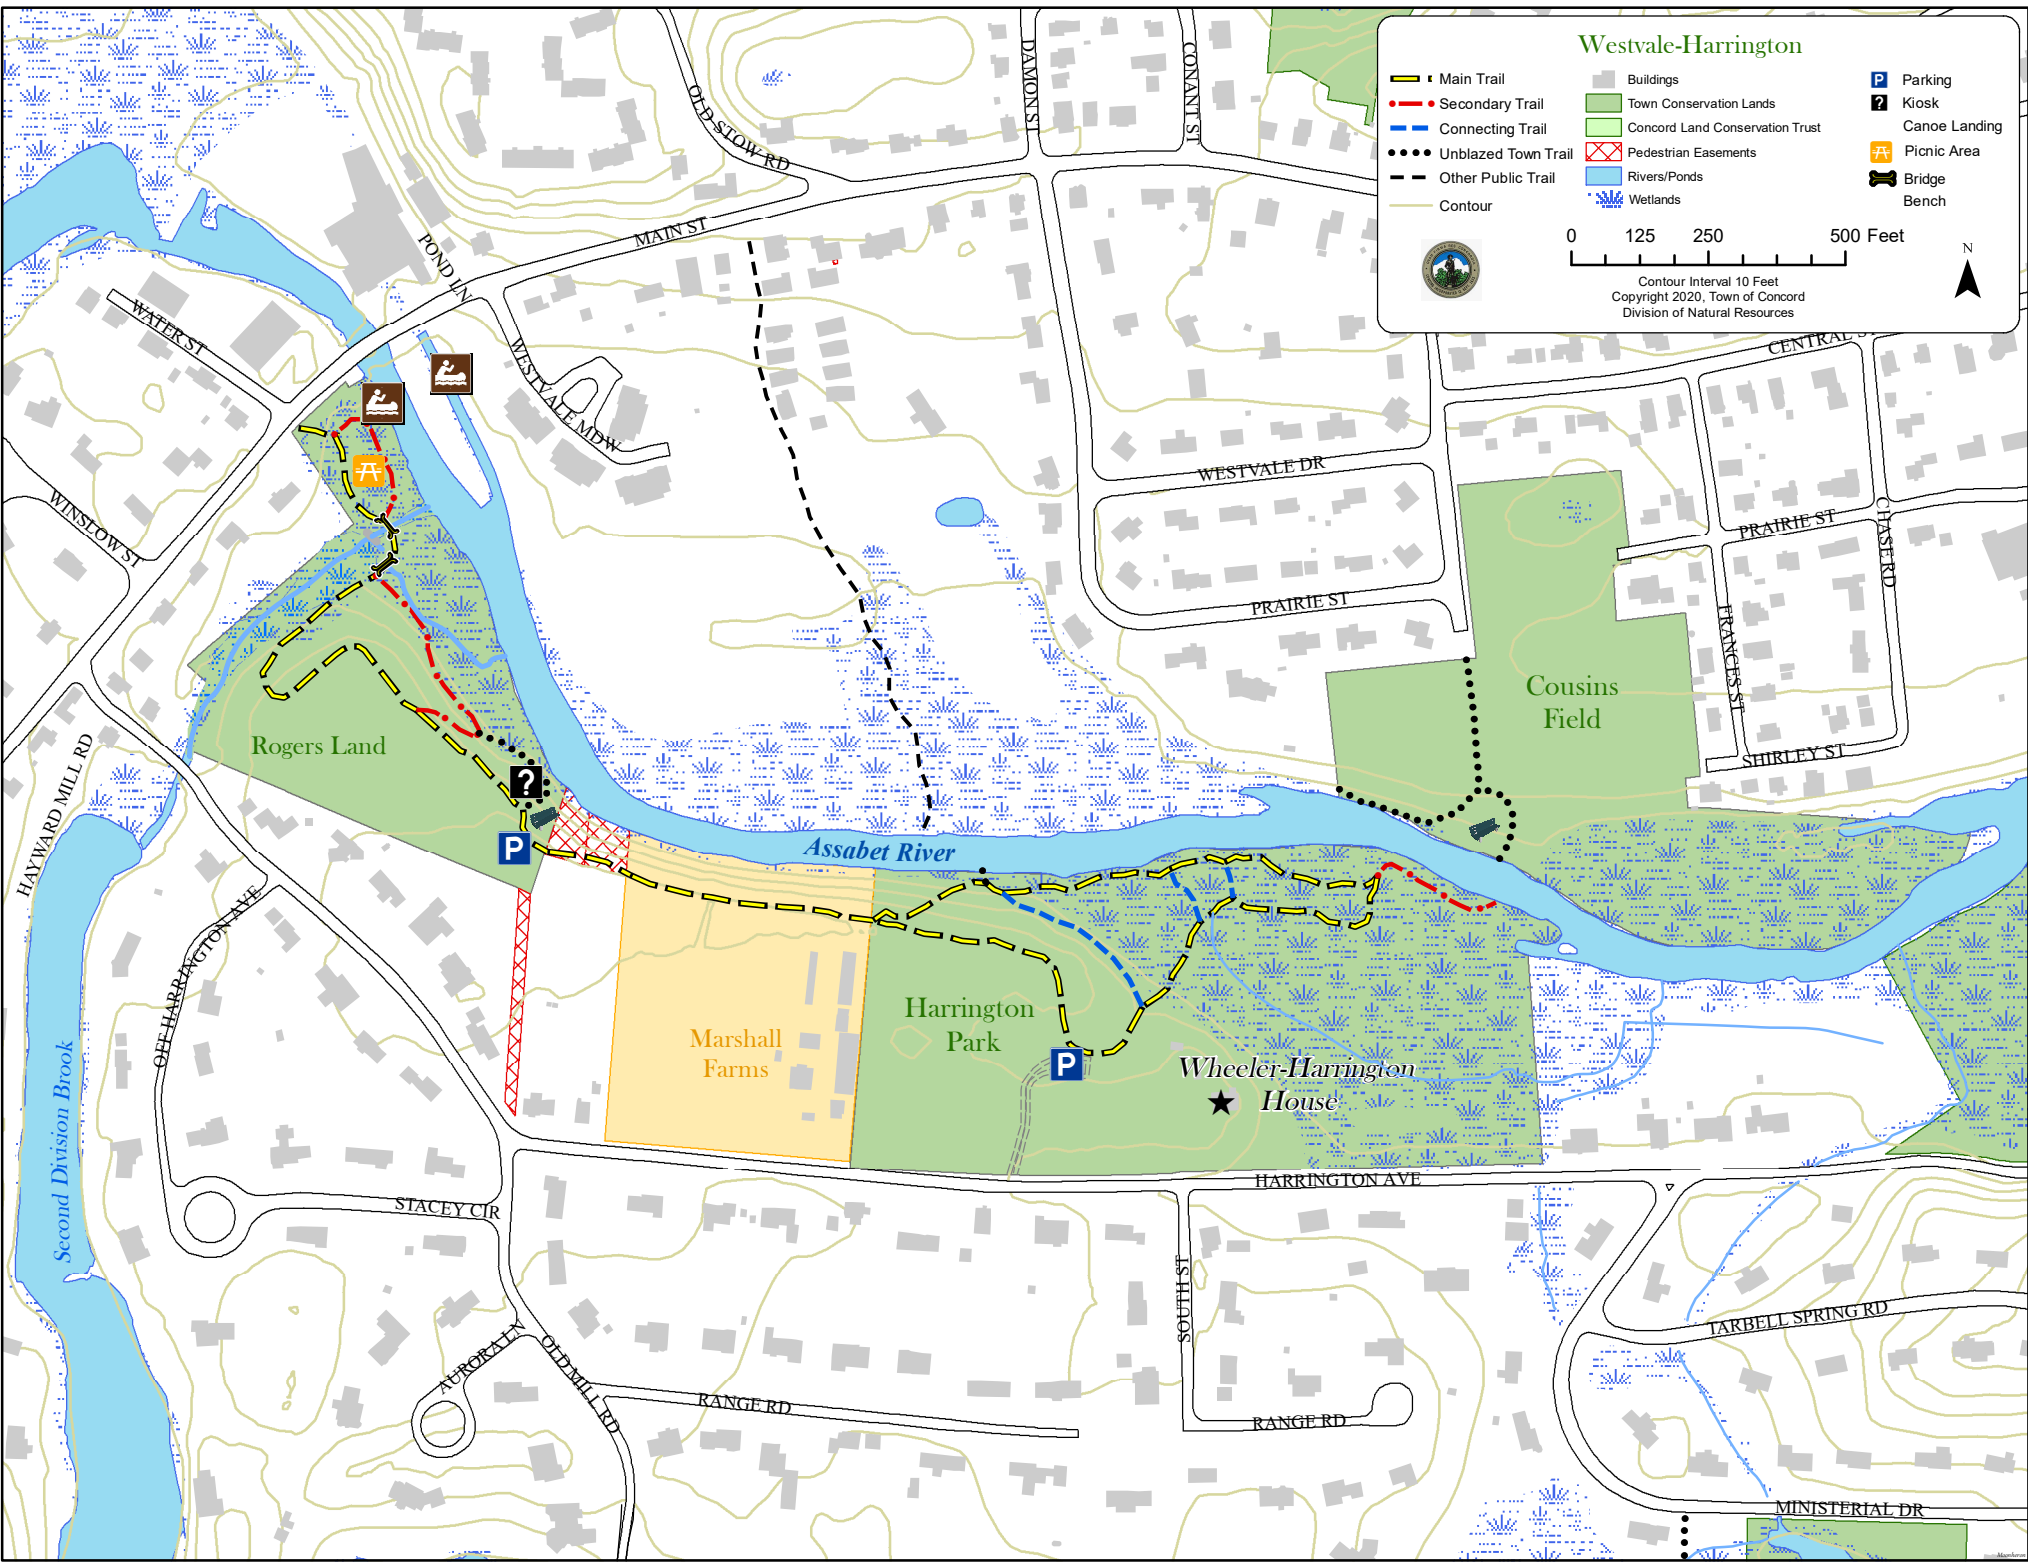 Westvale-Harrington
Main Trail
Secondary Trail
Connecting Trail
Unblazed Town Trail
Other Public Trail
Contour
Buildings
Town Conservation Lands
Concord Land Conservation Trust
Pedestrian Easements
Rivers/Ponds
Wetlands
P Parking
? Kiosk
Canoe Landing
Picnic Area
Bridge
Bench
0 125 250 500 Feet
Contour Interval 10 Feet
Copyright 2020, Town of Concord
Division of Natural Resources
N
DAMON ST
CONANT ST
OLD STOW RD
MAIN ST
POND LN
WATER ST
WESTVALE MDW
CENTRAL ST
WINSLOW ST
WESTVALE DR
PRAIRIE ST
CHASE RD
PRAIRIE ST
FRANCES ST
Cousins
Field
SHIRLEY ST
Rogers Land
HAYWARD MILL RD
?
P
Assabet River
OFF HARRINGTON AVE
Harrington
Park
Marshall
Farms
P
Wheeler-Harrington
House
Second Division Brook
HARRINGTON AVE
STACEY CIR
SOUTH ST
TARBELL SPRING RD
AURORA LN
OLD MILL RD
RANGE RD
RANGE RD
MINISTERIAL DR